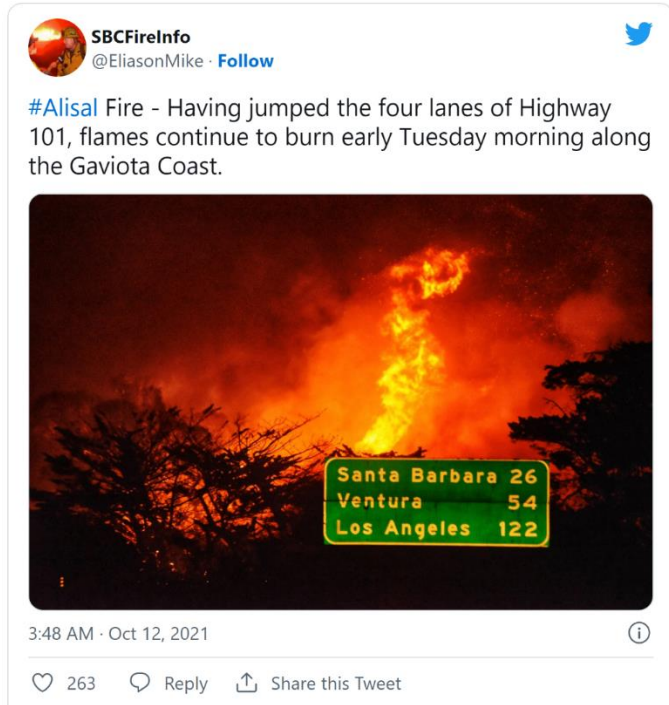 SBCFireInfo
@EliasonMike · Follow
#Alisal Fire - Having jumped the four lanes of Highway
101, flames continue to burn early Tuesday morning along
the Gaviota Coast.
Santa Barbara 26
Ventura 54
Los Angeles 122
3:48 AM · Oct 12, 2021
263 Reply Share this Tweet